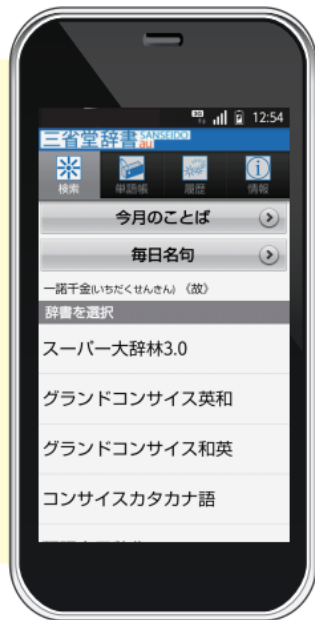 3G 12:54
三省堂辞書 SANSEIDO au
検索 単語帳 履歴 情報
今月のことば
毎日名句
一諾千金(いちだくせんきん) 〈故〉
辞書を選択
スーパー大辞林3.0
グランドコンサイス英和
グランドコンサイス和英
コンサイスカタカナ語